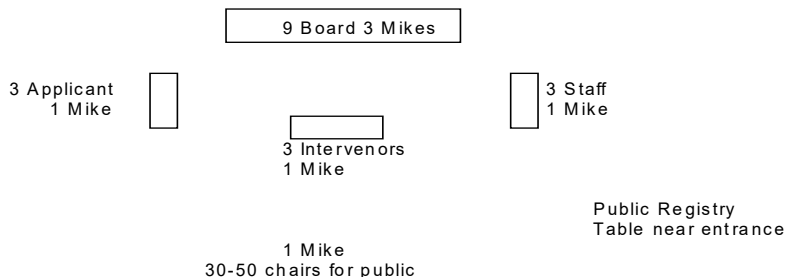 9 Board 3 Mikes
3 Applicant
1 Mike
3 Staff
1 Mike
3 Intervenors
1 Mike
Public Registry
Table near entrance
1 Mike
30-50 chairs for public